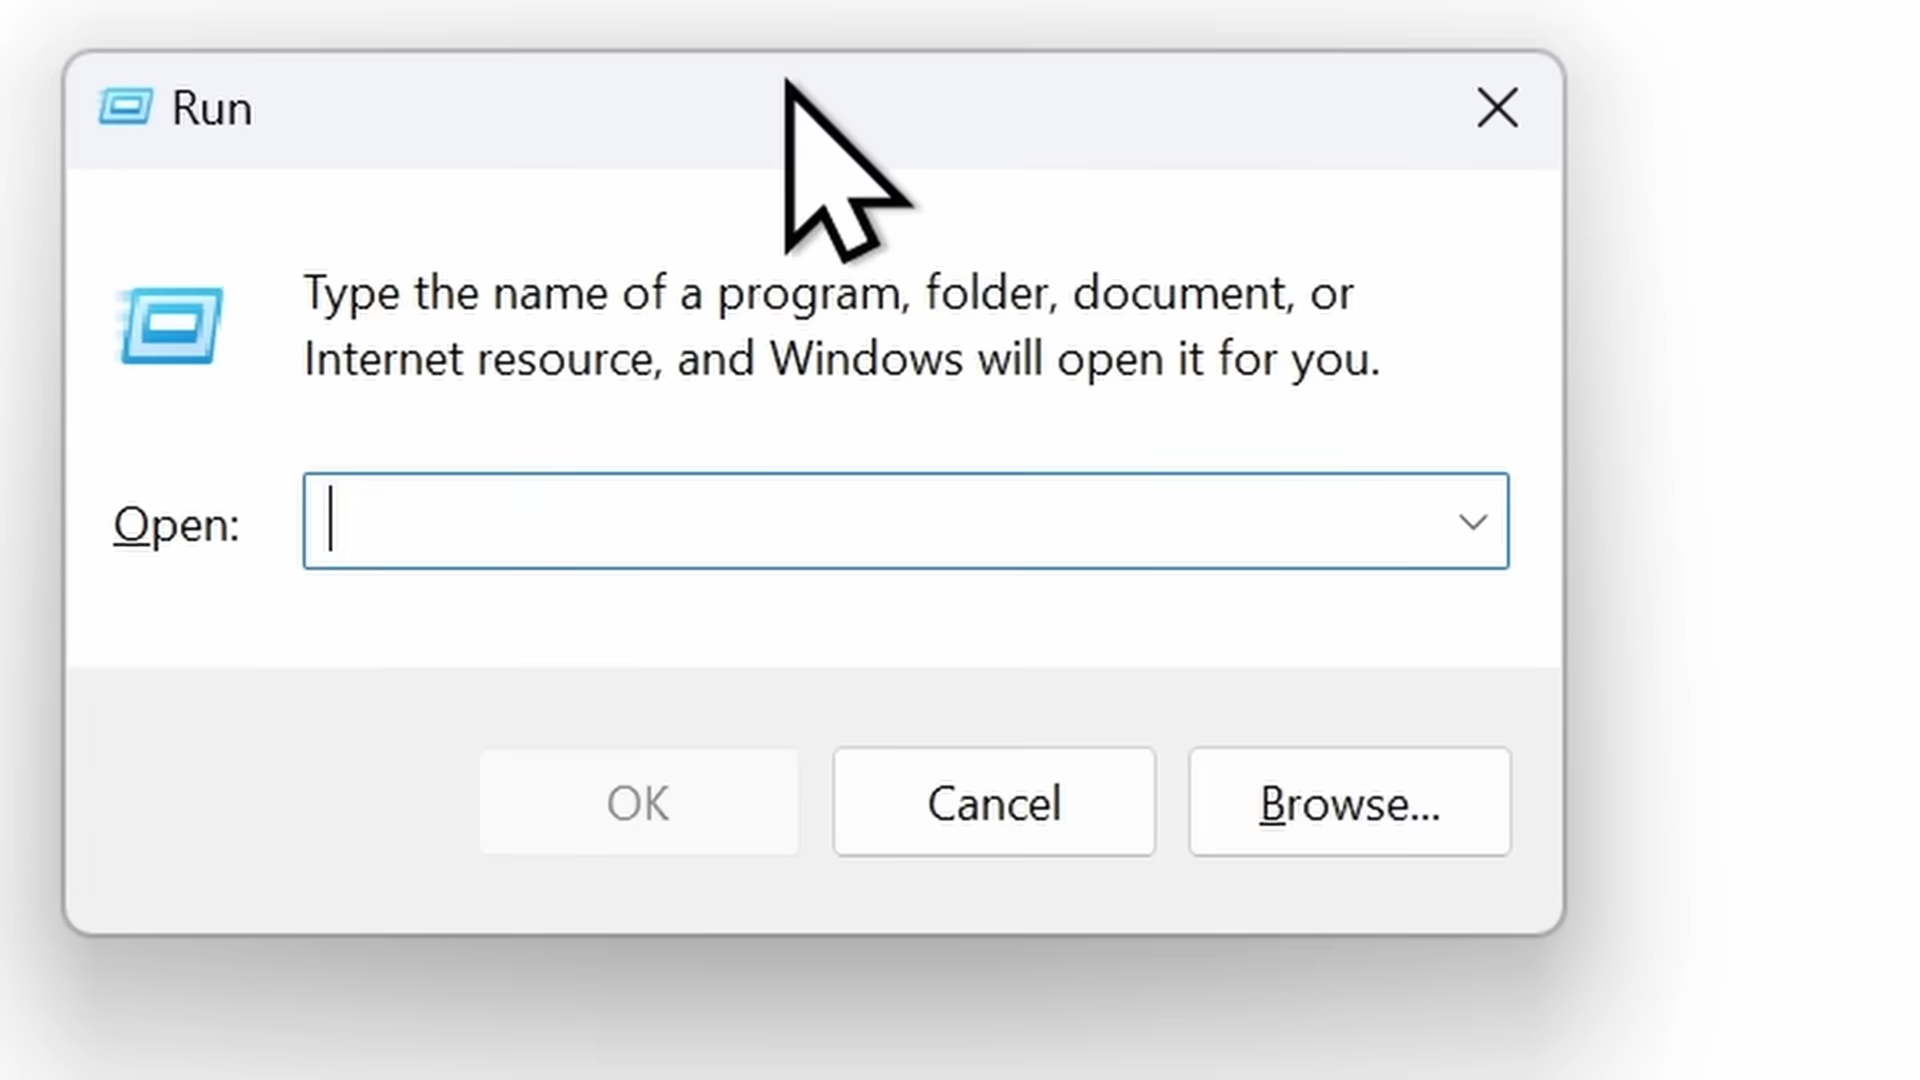 Run
Type the name of a program, folder, document, or
Internet resource, and Windows will open it for you.
Open:
OK
Cancel
Browse...